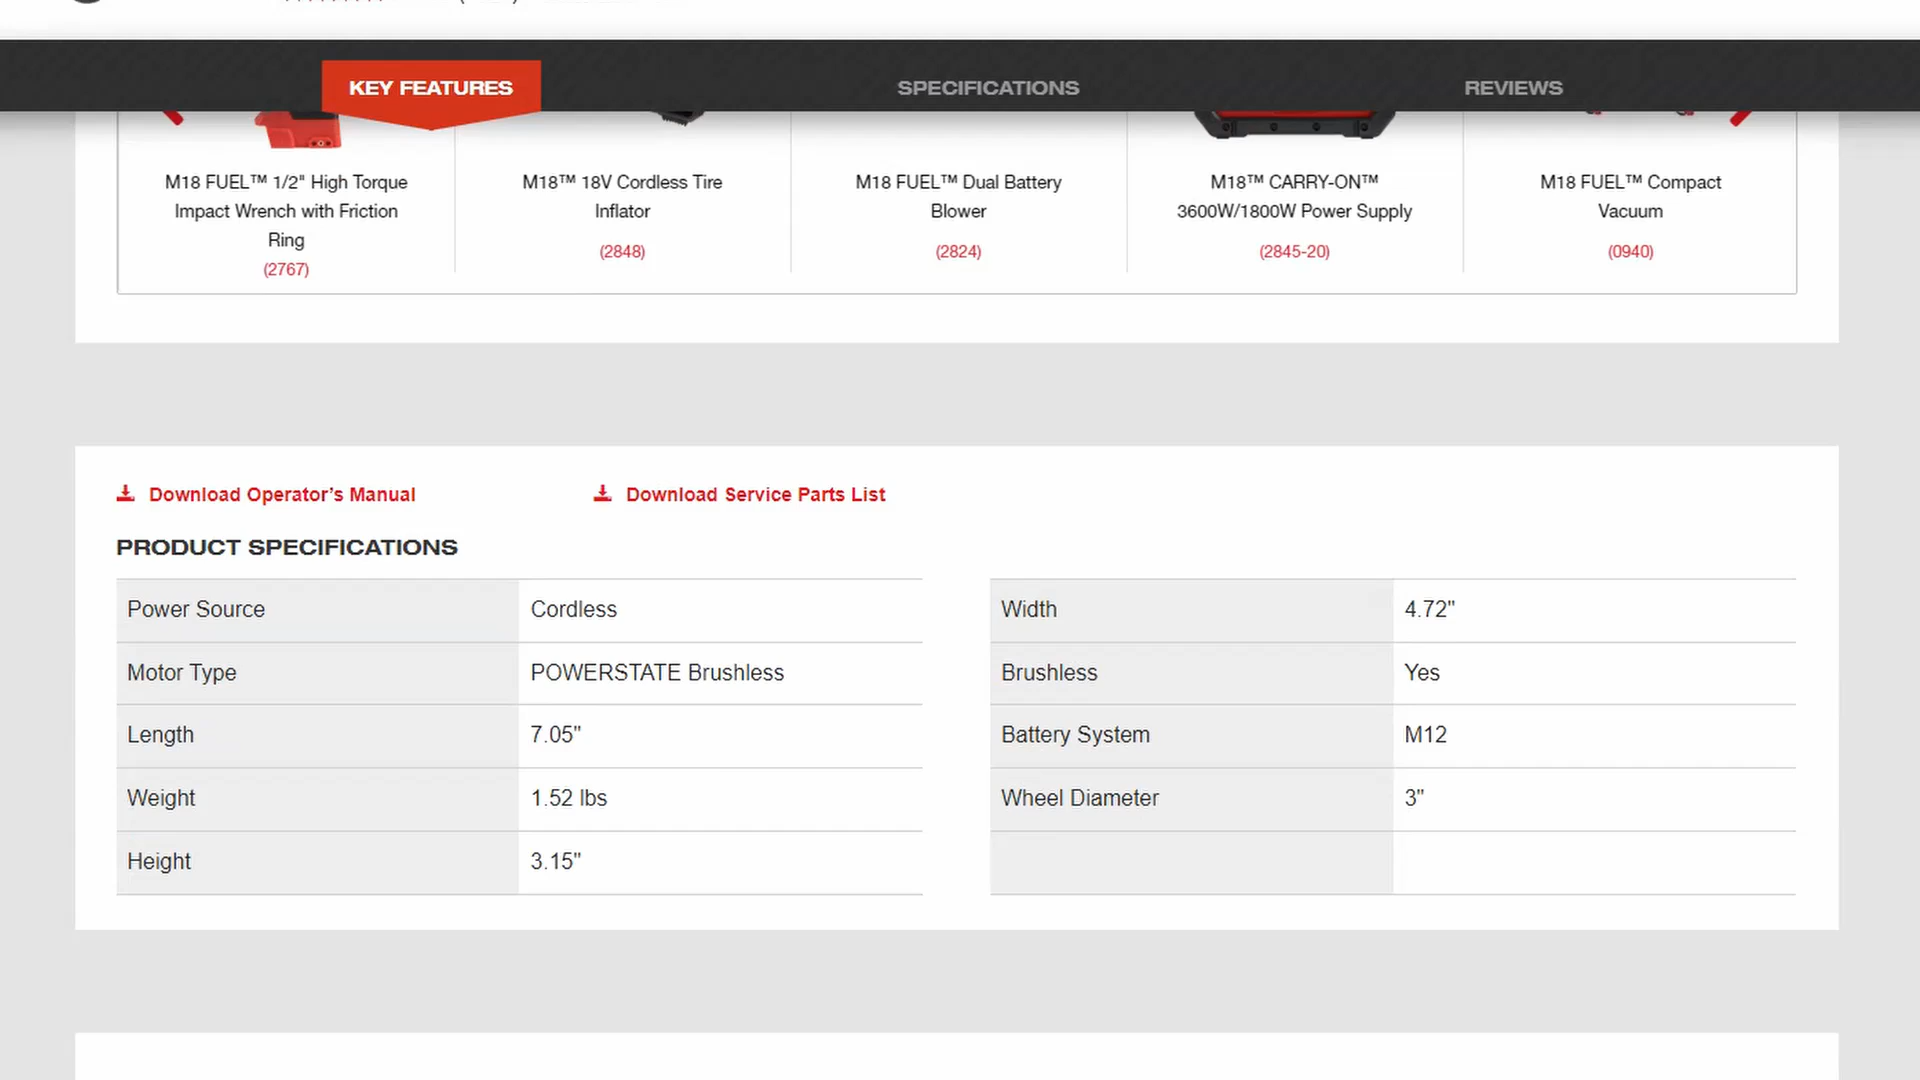 KEY FEATURES
SPECIFICATIONS
REVIEWS
M18 FUEL™ 1/2" High Torque
Impact Wrench with Friction
Ring
(2767)
M18™ 18V Cordless Tire
Inflator
(2848)
M18 FUEL™ Dual Battery
Blower
(2824)
M18™ CARRY-ON™
3600W/1800W Power Supply
(2845-20)
M18 FUEL™ Compact
Vacuum
(0940)
Download Operator’s Manual
Download Service Parts List
PRODUCT SPECIFICATIONS
Power Source Cordless
Motor Type POWERSTATE Brushless
Length 7.05"
Weight 1.52 lbs
Height 3.15"
Width 4.72"
Brushless Yes
Battery System M12
Wheel Diameter 3"